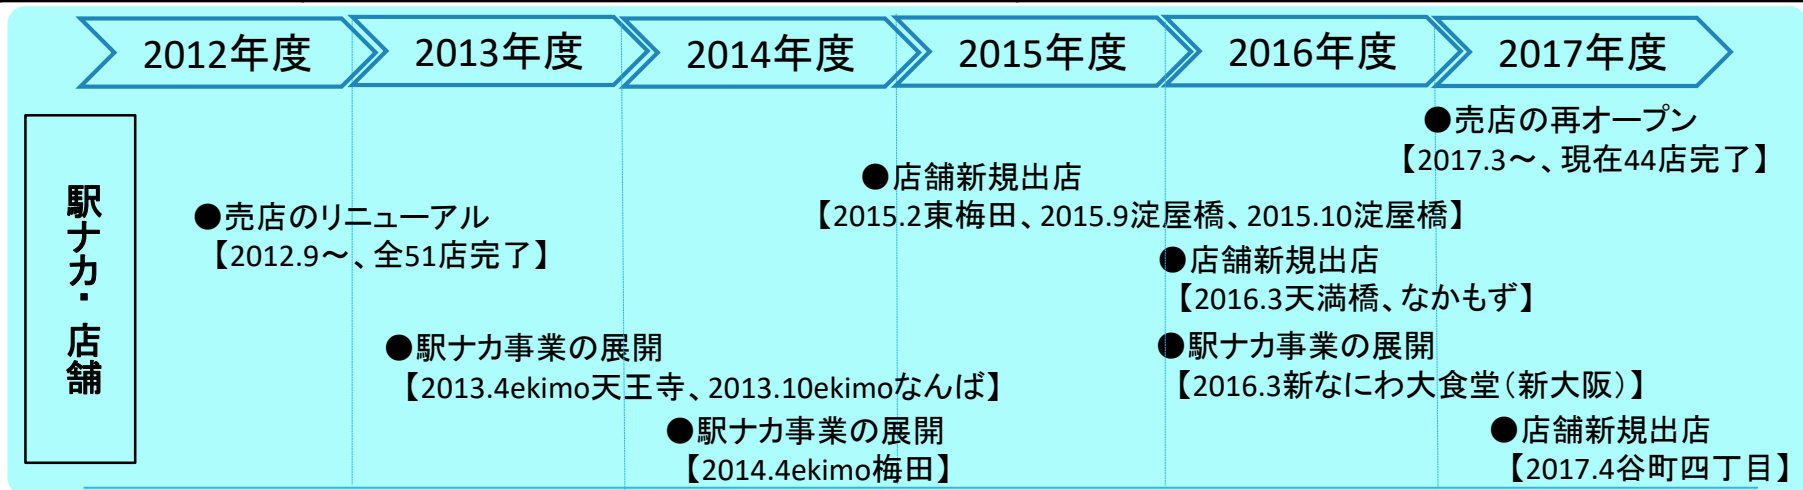 2012年度
2013年度
2014年度
2015年度
2016年度
2017年度
駅ナカ・店舗
●売店のリニューアル
【2012.9～、全51店完了】
●駅ナカ事業の展開
【2013.4ekimo天王寺、2013.10ekimoなんば】
●駅ナカ事業の展開
【2014.4ekimo梅田】
●店舗新規出店
【2015.2東梅田、2015.9淀屋橋、2015.10淀屋橋】
●店舗新規出店
【2016.3天満橋、なかもず】
●駅ナカ事業の展開
【2016.3新なにわ大食堂（新大阪）】
●売店の再オープン
【2017.3～、現在44店完了】
●店舗新規出店
【2017.4谷町四丁目】